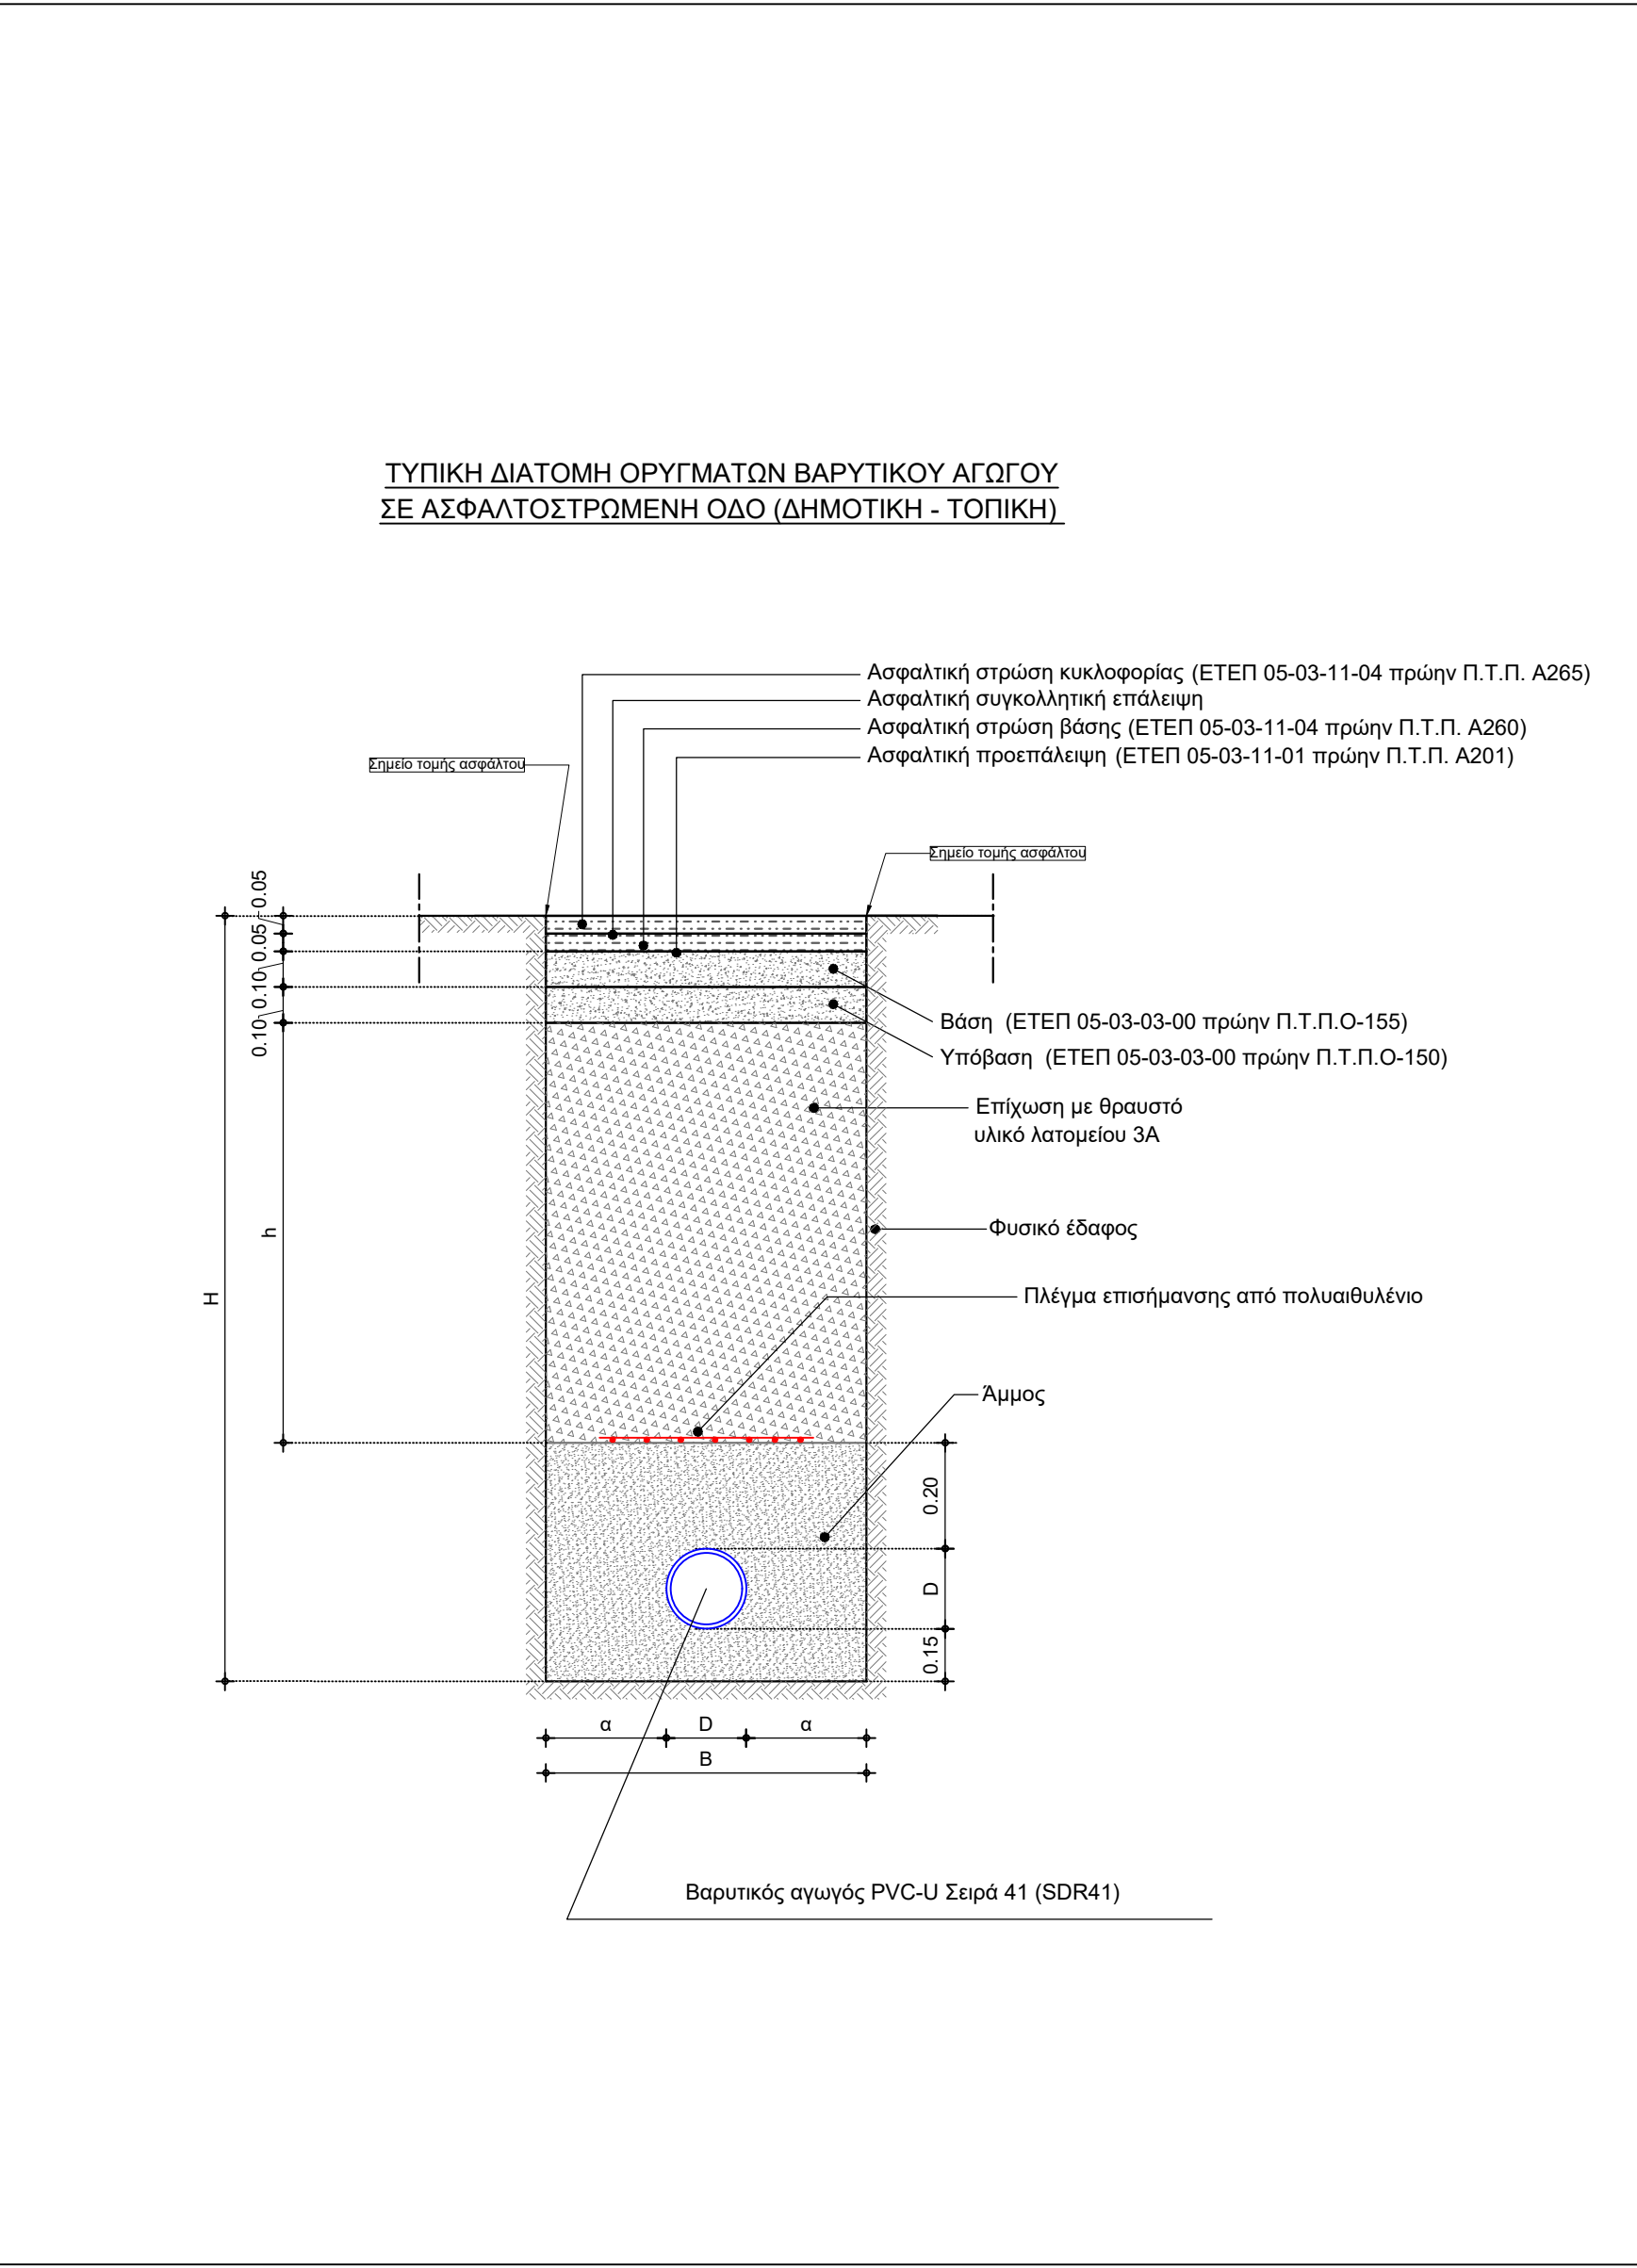 ΤΥΠΙΚΗ ΔΙΑΤΟΜΗ ΟΡΥΓΜΑΤΩΝ ΒΑΡΥΤΙΚΟΥ ΑΓΩΓΟΥ
ΣΕ ΑΣΦΑΛΤΟΣΤΡΩΜΕΝΗ ΟΔΟ (ΔΗΜΟΤΙΚΗ - ΤΟΠΙΚΗ)
Ασφαλτική στρώση κυκλοφορίας (ΕΤΕΠ 05-03-11-04 πρώην Π.Τ.Π. Α265)
Ασφαλτική συγκολλητική επάλειψη
Ασφαλτική στρώση βάσης (ΕΤΕΠ 05-03-11-04 πρώην Π.Τ.Π. Α260)
Ασφαλτική προεπάλειψη (ΕΤΕΠ 05-03-11-01 πρώην Π.Τ.Π. Α201)
Σημείο τομής ασφάλτου
Σημείο τομής ασφάλτου
0.05
0.05
0.10
0.10
Βάση (ΕΤΕΠ 05-03-03-00 πρώην Π.Τ.Π.Ο-155)
Υπόβαση (ΕΤΕΠ 05-03-03-00 πρώην Π.Τ.Π.Ο-150)
Επίχωση με θραυστό
υλικό λατομείου 3Α
h
Φυσικό έδαφος
H
Πλέγμα επισήμανσης από πολυαιθυλένιο
Άμμος
0.20
D
0.15
α D α
B
Βαρυτικός αγωγός PVC-U Σειρά 41 (SDR41)